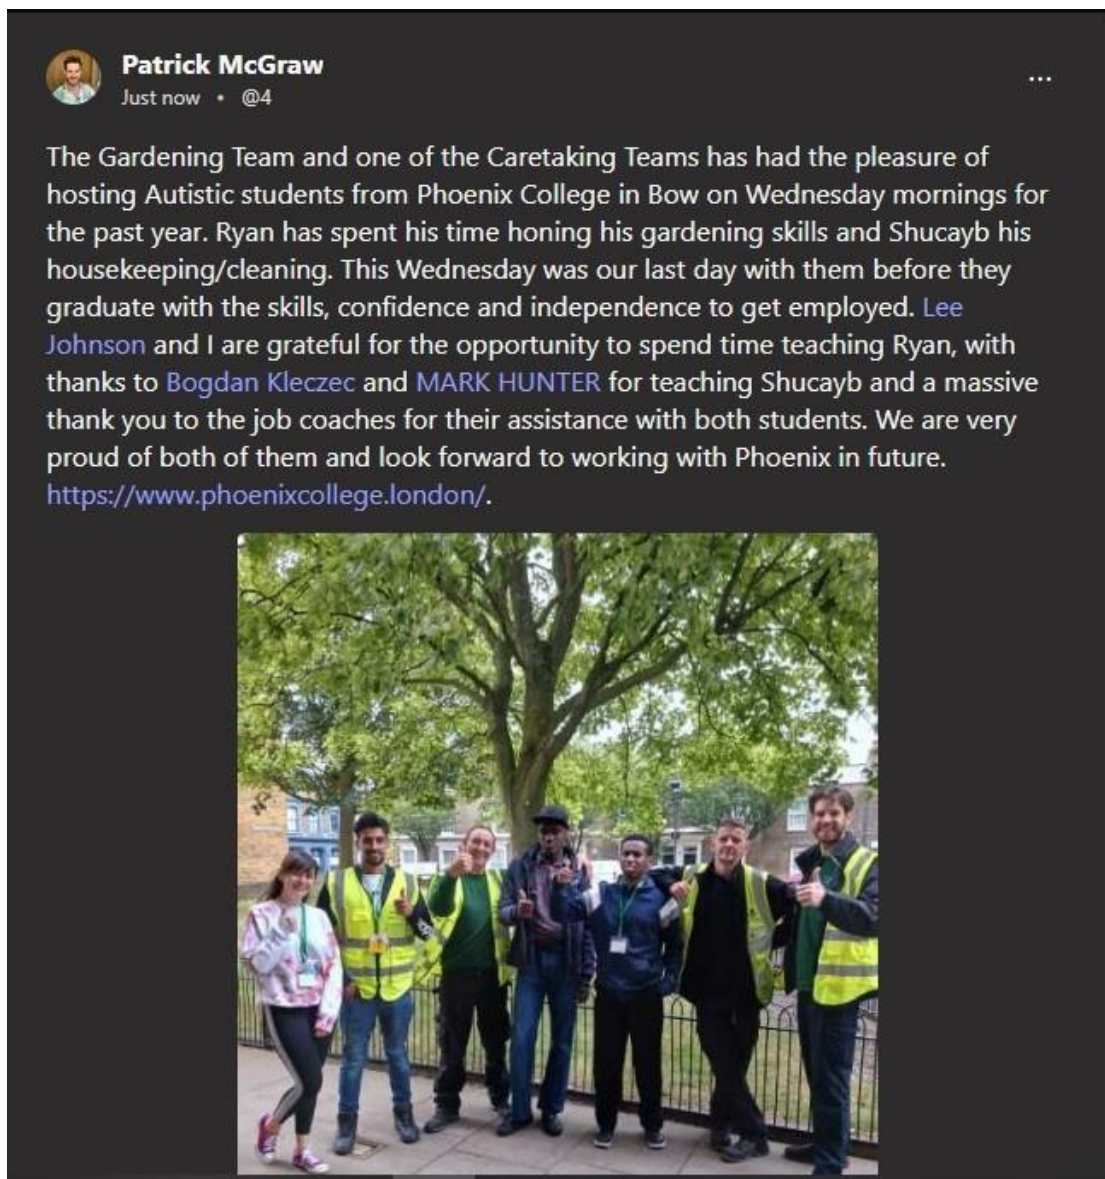 Patrick McGraw
Just now • @4
...
The Gardening Team and one of the Caretaking Teams has had the pleasure of
hosting Autistic students from Phoenix College in Bow on Wednesday mornings for
the past year. Ryan has spent his time honing his gardening skills and Shucayb his
housekeeping/cleaning. This Wednesday was our last day with them before they
graduate with the skills, confidence and independence to get employed. Lee
Johnson and I are grateful for the opportunity to spend time teaching Ryan, with
thanks to Bogdan Kleczec and MARK HUNTER for teaching Shucayb and a massive
thank you to the job coaches for their assistance with both students. We are very
proud of both of them and look forward to working with Phoenix in future.
https://www.phoenixcollege.london/.